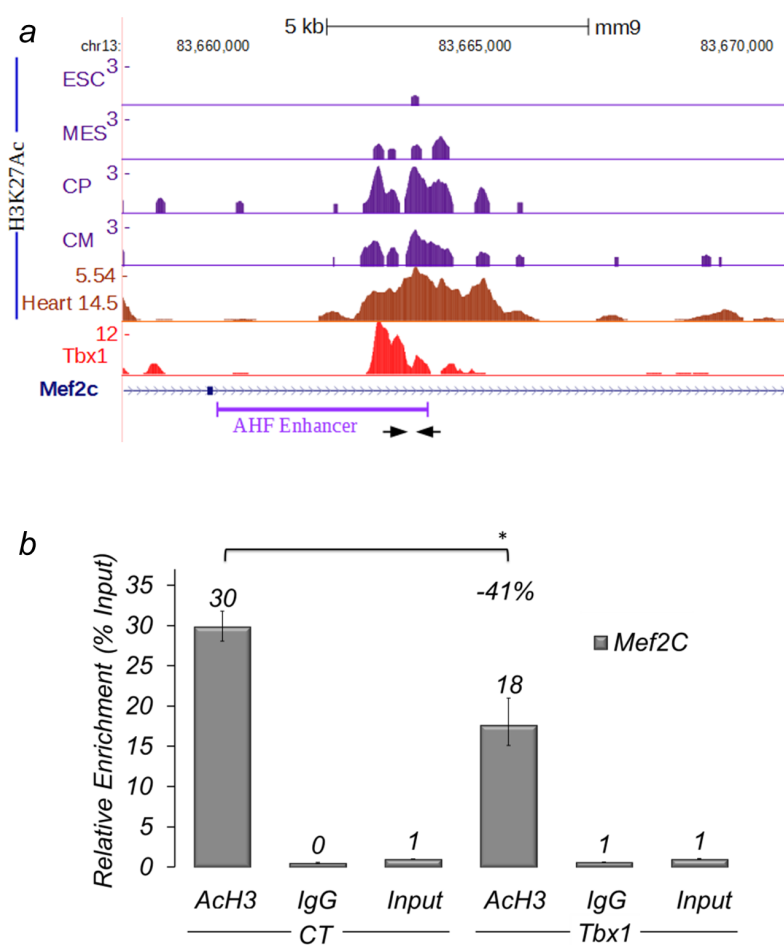 a
5 kb mm9
chr13: 83,660,000 83,665,000 83,670,000
H3K27Ac
ESC 3 -
MES 3 -
CP 3 -
CM 3 -
5.54 -
Heart 14.5
12 -
Tbx1
Mef2c
AHF Enhancer
b
*
Relative Enrichment (% Input)
35
30
25
20
15
10
5
0
30
0
1
-41%
18
1
1
Mef2C
AcH3 IgG Input AcH3 IgG Input
CT Tbx1